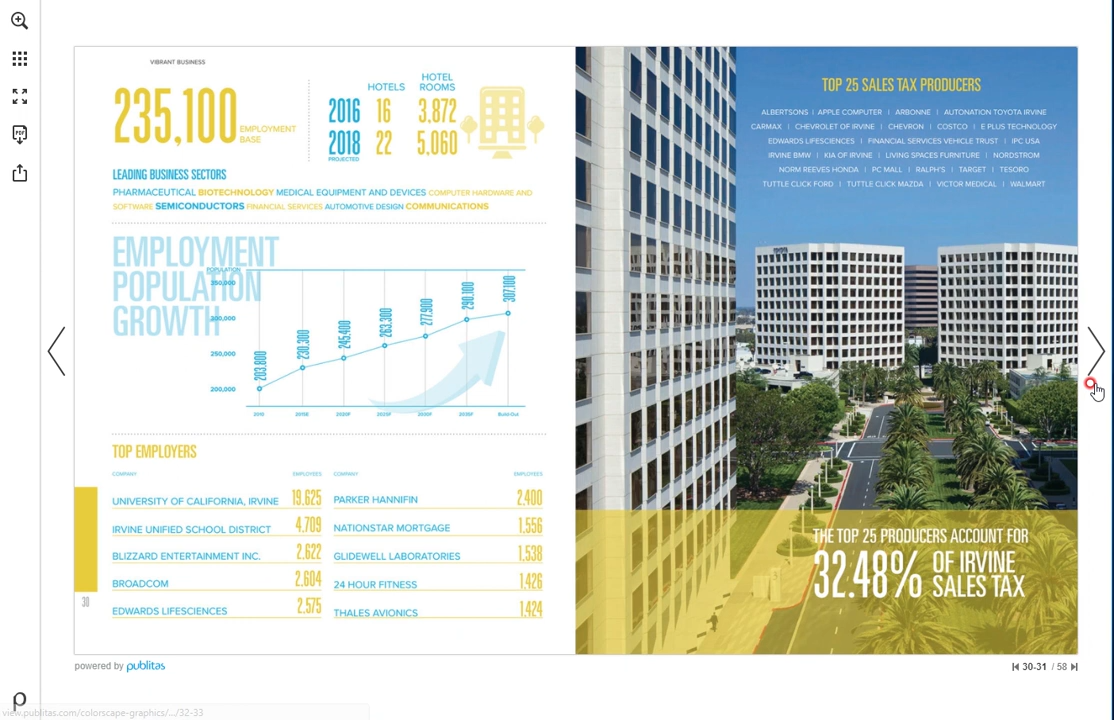 VIBRANT BUSINESS
235,100 EMPLOYMENT BASE
HOTELS HOTEL ROOMS
2016 16 3,872
2018 22 5,060
PROJECTED
LEADING BUSINESS SECTORS
PHARMACEUTICAL BIOTECHNOLOGY MEDICAL EQUIPMENT AND DEVICES COMPUTER HARDWARE AND
SOFTWARE SEMICONDUCTORS FINANCIAL SERVICES AUTOMOTIVE DESIGN COMMUNICATIONS
EMPLOYMENT
POPULATION
GROWTH
POPULATION
350,000
300,000
250,000
200,000
203,800
230,300
245,400
263,300
277,900
290,100
307,100
2010
2020P
2030F
Build-Out
TOP EMPLOYERS
COMPANY EMPLOYEES COMPANY EMPLOYEES
UNIVERSITY OF CALIFORNIA, IRVINE 19,625 PARKER HANNIFIN 2,400
IRVINE UNIFIED SCHOOL DISTRICT 4,709 NATIONSTAR MORTGAGE 1,556
BLIZZARD ENTERTAINMENT INC. 2,622 GLIDEWELL LABORATORIES 1,538
BROADCOM 2,604 24 HOUR FITNESS 1,426
EDWARDS LIFESCIENCES 2,575 THALES AVIONICS 1,424
30
TOP 25 SALES TAX PRODUCERS
ALBERTSONS | APPLE COMPUTER | ARBONNE | AUTONATION TOYOTA IRVINE
CARMAX | CHEVROLET OF IRVINE | CHEVRON | COSTCO | E PLUS TECHNOLOGY
EDWARDS LIFESCIENCES | FINANCIAL SERVICES VEHICLE TRUST | IPC USA
IRVINE BMW | KIA OF IRVINE | LIVING SPACES FURNITURE | NORDSTROM
NORM REEVES HONDA | PC MALL | RALPH'S | TARGET | TESORO
TUTTLE CLICK FORD | TUTTLE CLICK MAZDA | VICTOR MEDICAL | WALMART
THE TOP 25 PRODUCERS ACCOUNT FOR
32.48% OF IRVINE SALES TAX
powered by publitas
30-31 / 58
PDF
view.publitas.com/colorscape-graphics/.../32-33